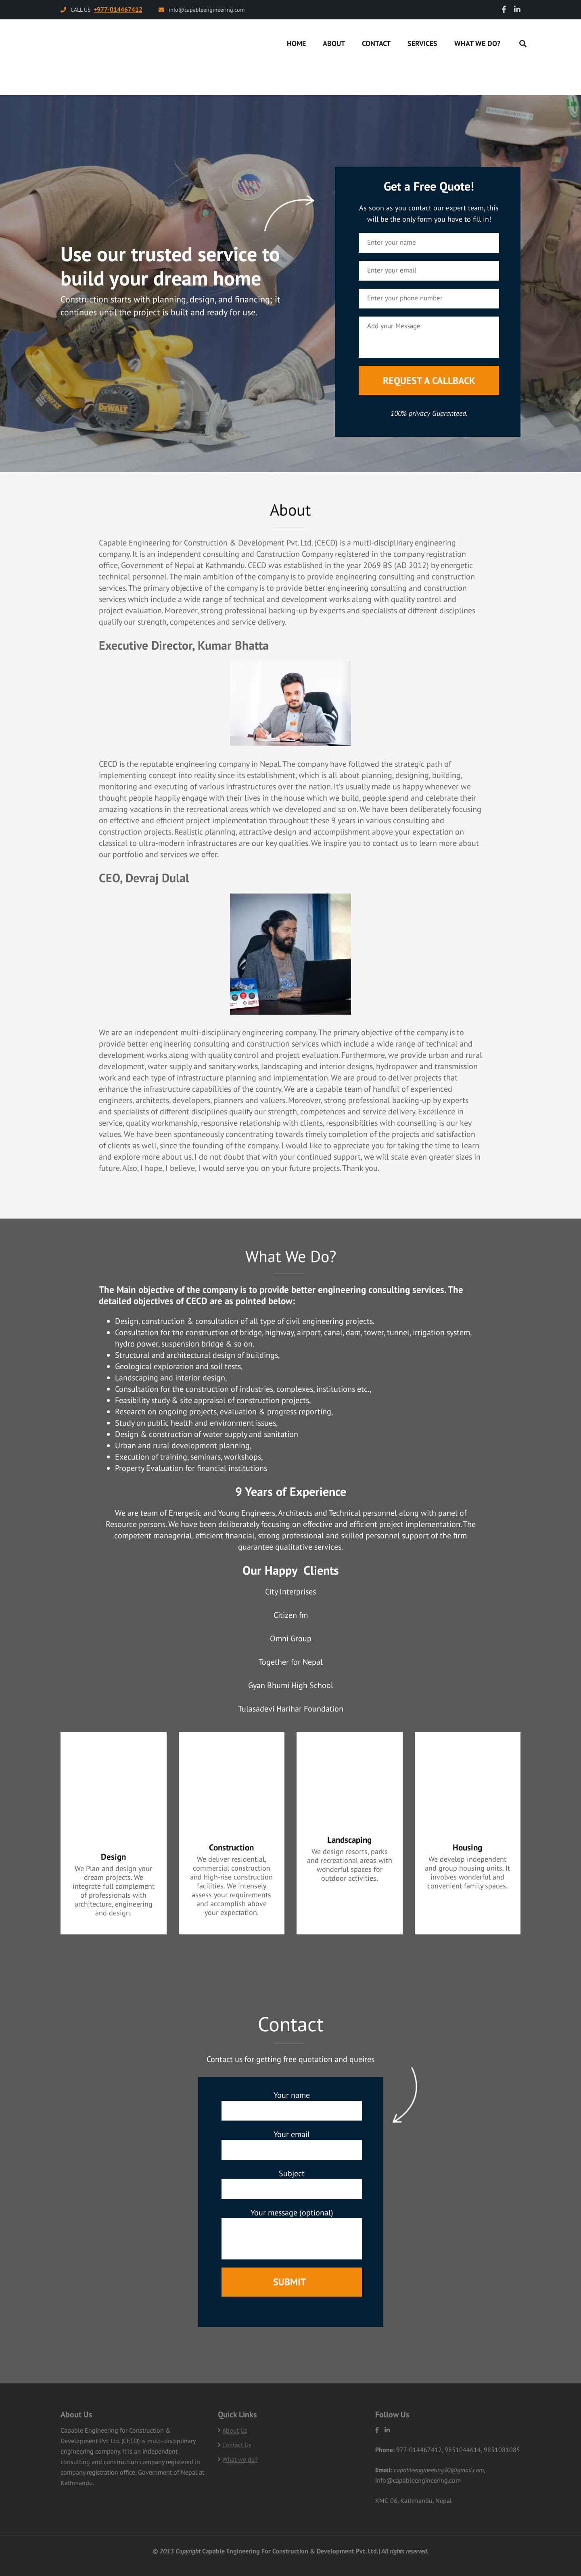 CALL US +977-014467412 info@capableengineering.com
HOME ABOUT CONTACT SERVICES WHAT WE DO?
Use our trusted service to
build your dream home
Construction starts with planning, design, and financing; it
continues until the project is built and ready for use.
DEWALT
Get a Free Quote!
As soon as you contact our expert team, this
will be the only form you have to fill in!
Enter your name
Enter your email
Enter your phone number
Add your Message
REQUEST A CALLBACK
100% privacy Guaranteed.
About
Capable Engineering for Construction & Development Pvt. Ltd. (CECD) is a multi-disciplinary engineering
company. It is an independent consulting and Construction Company registered in the company registration
office, Government of Nepal at Kathmandu. CECD was established in the year 2069 BS (AD 2012) by energetic
technical personnel. The main ambition of the company is to provide engineering consulting and construction
services. The primary objective of the company is to provide better engineering consulting and construction
services which include a wide range of technical and development works along with quality control and
project evaluation. Moreover, strong professional backing-up by experts and specialists of different disciplines
qualify our strength, competences and service delivery.
Executive Director, Kumar Bhatta
CECD is the reputable engineering company in Nepal. The company have followed the strategic path of
implementing concept into reality since its establishment, which is all about planning, designing, building,
monitoring and executing of various infrastructures over the nation. It's usually made us happy whenever we
thought people happily engage with their lives in the house which we build, people spend and celebrate their
amazing vacations in the recreational areas which we developed and so on. We have been deliberately focusing
on effective and efficient project implementation throughout these 9 years in various consulting and
construction projects. Realistic planning, attractive design and accomplishment above your expectation on
classical to ultra-modern infrastructures are our key qualities. We inspire you to contact us to learn more about
our portfolio and services we offer.
CEO, Devraj Dulal
We are an independent multi-disciplinary engineering company. The primary objective of the company is to
provide better engineering consulting and construction services which include a wide range of technical and
development works along with quality control and project evaluation. Furthermore, we provide urban and rural
development, water supply and sanitary works, landscaping and interior designs, hydropower and transmission
work and each type of infrastructure planning and implementation. We are proud to deliver projects that
enhance the infrastructure capabilities of the country. We are a capable team of handful of experienced
engineers, architects, developers, planners and valuers. Moreover, strong professional backing-up by experts
and specialists of different disciplines qualify our strength, competences and service delivery. Excellence in
service, quality workmanship, responsive relationship with clients, responsibilities with counselling is our key
values. We have been spontaneously concentrating towards timely completion of the projects and satisfaction
of clients as well, since the founding of the company. I would like to appreciate you for taking the time to learn
and explore more about us. I do not doubt that with your continued support, we will scale even greater sizes in
future. Also, I hope, I believe, I would serve you on your future projects. Thank you.
What We Do?
The Main objective of the company is to provide better engineering consulting services. The
detailed objectives of CECD are as pointed below:
Design, construction & consultation of all type of civil engineering projects.
Consultation for the construction of bridge, highway, airport, canal, dam, tower, tunnel, irrigation system,
hydro power, suspension bridge & so on.
Structural and architectural design of buildings,
Geological exploration and soil tests,
Landscaping and interior design,
Consultation for the construction of industries, complexes, institutions etc.,
Feasibility study & site appraisal of construction projects,
Research on ongoing projects, evaluation & progress reporting,
Study on public health and environment issues,
Design & construction of water supply and sanitation
Urban and rural development planning,
Execution of training, seminars, workshops,
Property Evaluation for financial institutions
9 Years of Experience
We are team of Energetic and Young Engineers, Architects and Technical personnel along with panel of
Resource persons. We have been deliberately focusing on effective and efficient project implementation. The
competent managerial, efficient financial, strong professional and skilled personnel support of the firm
guarantee qualitative services.
Our Happy Clients
City Interprises
Citizen fm
Omni Group
Together for Nepal
Gyan Bhumi High School
Tulasadevi Harihar Foundation
Design
We Plan and design your
dream projects. We
integrate full complement
of professionals with
architecture, engineering
and design.
Construction
We deliver residential,
commercial construction
and high-rise construction
facilities. We intensely
assess your requirements
and accomplish above
your expectation.
Landscaping
We design resorts, parks
and recreational areas with
wonderful spaces for
outdoor activities.
Housing
We develop independent
and group housing units. It
involves wonderful and
convenient family spaces.
Contact
Contact us for getting free quotation and queires
Your name
Your email
Subject
Your message (optional)
SUBMIT
About Us
Capable Engineering for Construction &
Development Pvt. Ltd. (CECD) is multi-disciplinary
engineering company. It is an independent
consulting and construction company registered in
company registration office, Government of Nepal at
Kathmandu.
Quick Links
About Us
Contact Us
What we do?
Follow Us
Phone: 977-014467412, 9851044614, 9851081085
Email: capableengineering90@gmail.com,
info@capableengineering.com
KMC-06, Kathmandu, Nepal
© 2013 Copyright Capable Engineering For Construction & Development Pvt. Ltd.| All rights reserved.